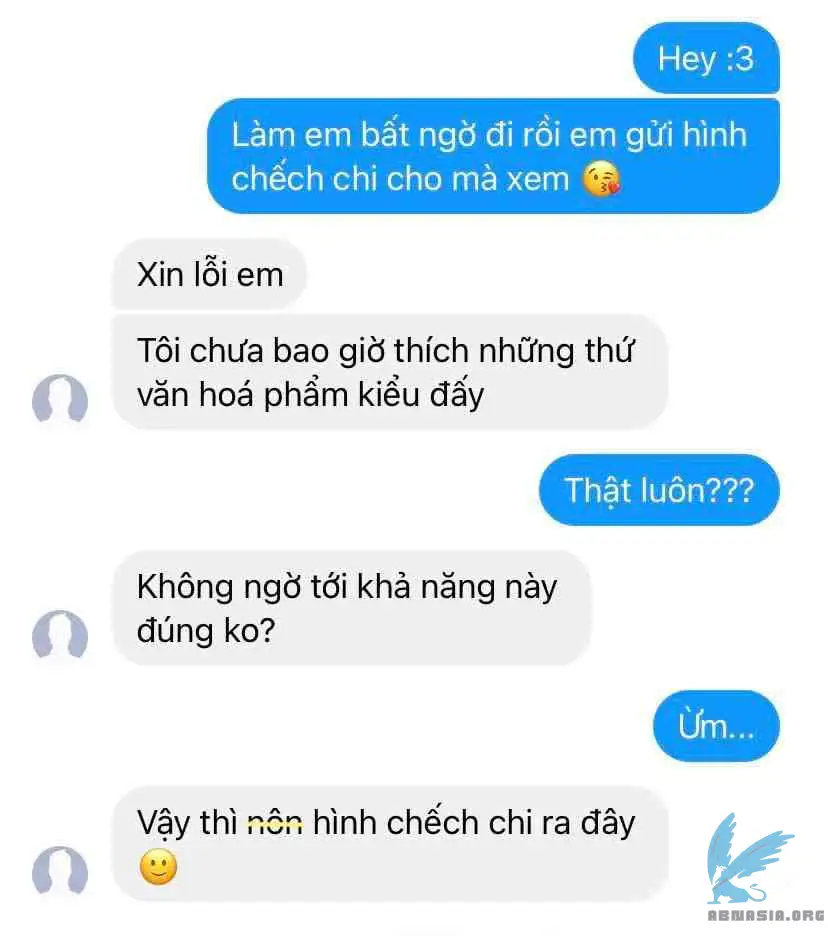 Hey :3
Làm em bất ngờ đi rồi em gửi hình
chếch chi cho mà xem 😘
Xin lỗi em
Tôi chưa bao giờ thích những thứ
văn hoá phẩm kiểu đấy
Thật luôn???
Không ngờ tới khả năng này
đúng ko?
Ừm...
Vậy thì nôn hình chếch chi ra đây
🙂
ABMASIA.ORG